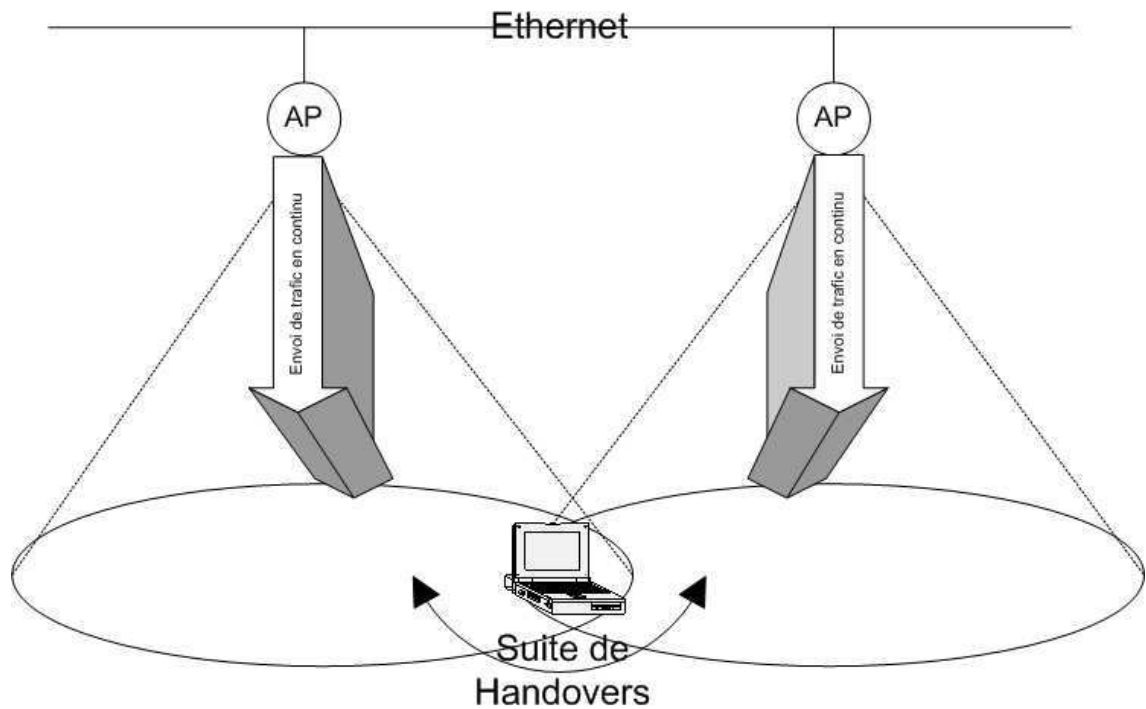 Ethernet
AP
AP
Envoi de trafic en continu
Envoi de trafic en continu
Suite de
Handovers